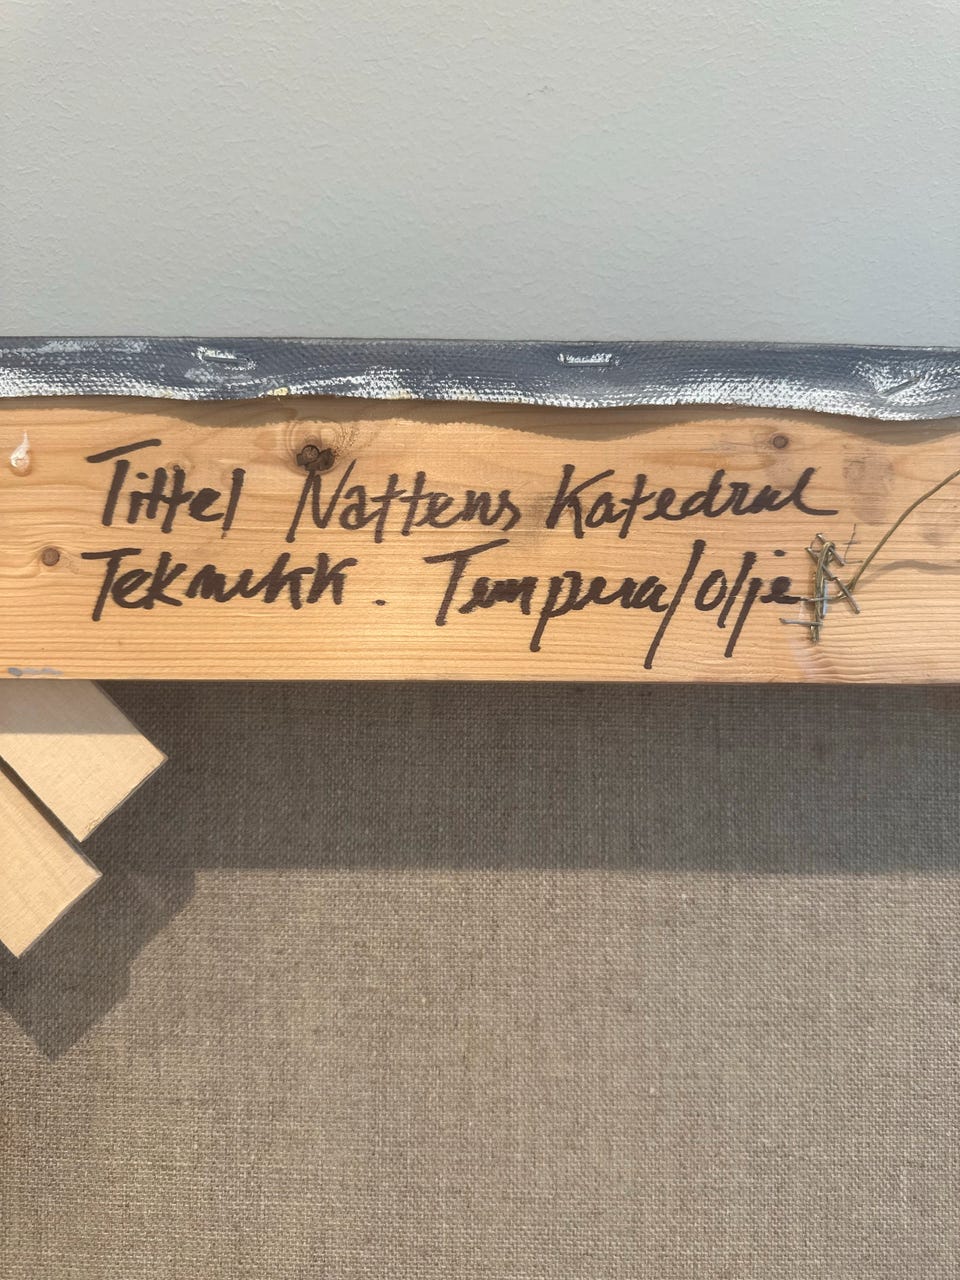 Tittel Nattens Katedral
Teknikk. Tempera/olje